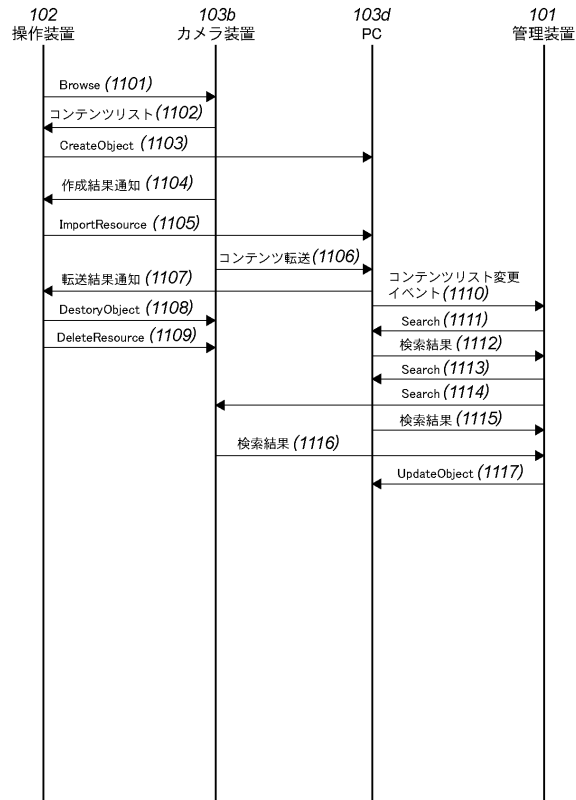 102 103b 103d 101
操作装置 カメラ装置 PC 管理装置
Browse (1101)
コンテンツリスト(1102)
CreateObject (1103)
作成結果通知 (1104)
ImportResource (1105)
コンテンツ転送(1106)
転送結果通知 (1107)
コンテンツリスト変更
イベント(1110)
DestoryObject (1108)
Search (1111)
DeleteResource (1109)
検索結果 (1112)
Search (1113)
Search (1114)
検索結果 (1115)
検索結果 (1116)
UpdateObject (1117)